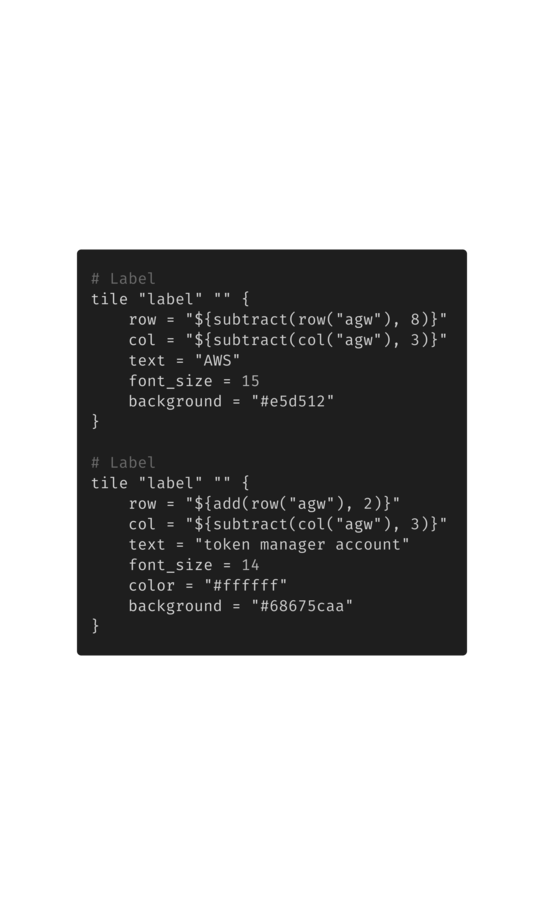 # Label
tile "label" "" {
    row = "${subtract(row("agw"), 8)}"
    col = "${subtract(col("agw"), 3)}"
    text = "AWS"
    font_size = 15
    background = "#e5d512"
}

# Label
tile "label" "" {
    row = "${add(row("agw"), 2)}"
    col = "${subtract(col("agw"), 3)}"
    text = "token manager account"
    font_size = 14
    color = "#ffffff"
    background = "#68675caa"
}